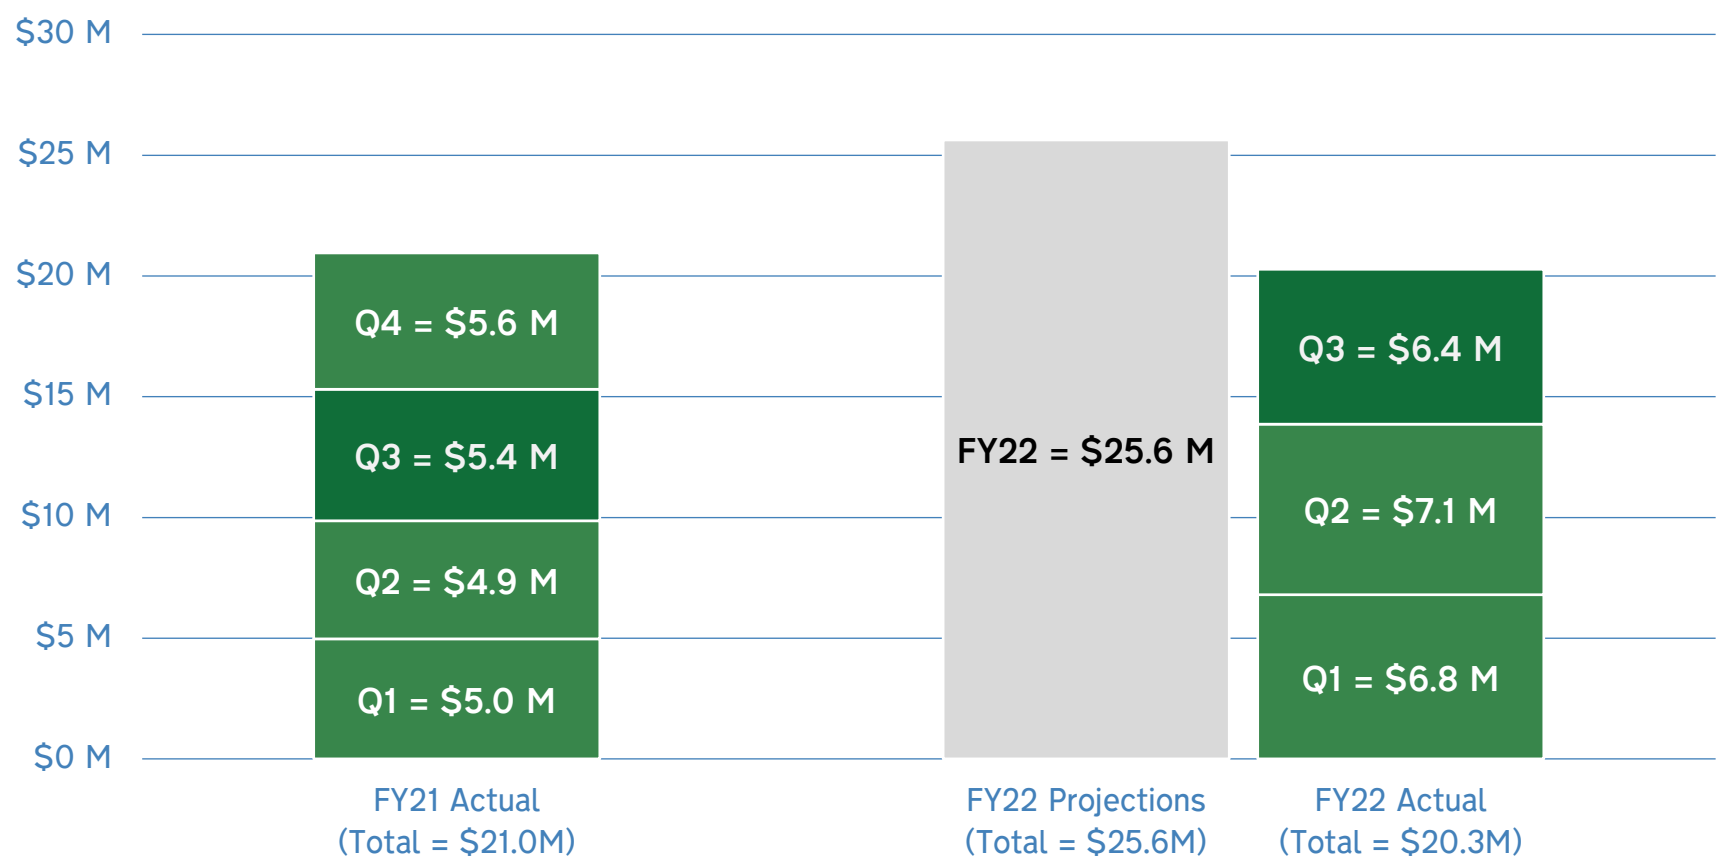 $30 M
$25 M
$20 M
$15 M
$10 M
$5 M
$0 M
Q4 = $5.6 M
Q3 = $5.4 M
Q2 = $4.9 M
Q1 = $5.0 M
FY22 = $25.6 M
Q3 = $6.4 M
Q2 = $7.1 M
Q1 = $6.8 M
FY21 Actual
(Total = $21.0M)
FY22 Projections
(Total = $25.6M)
FY22 Actual
(Total = $20.3M)